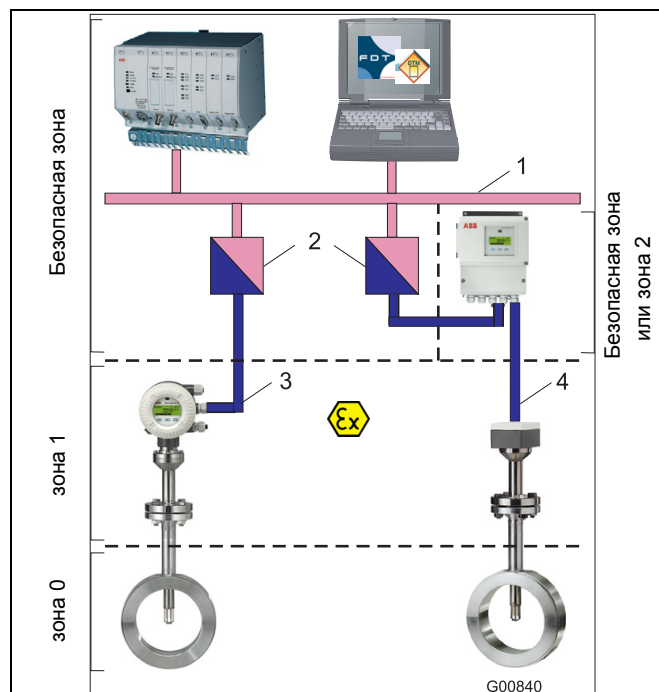 ABB
FDT
DTM
1
Безопасная зона
2
ABB
Безопасная зона
или зона 2
3
4
Ex
зона 1
зона 0
G00840